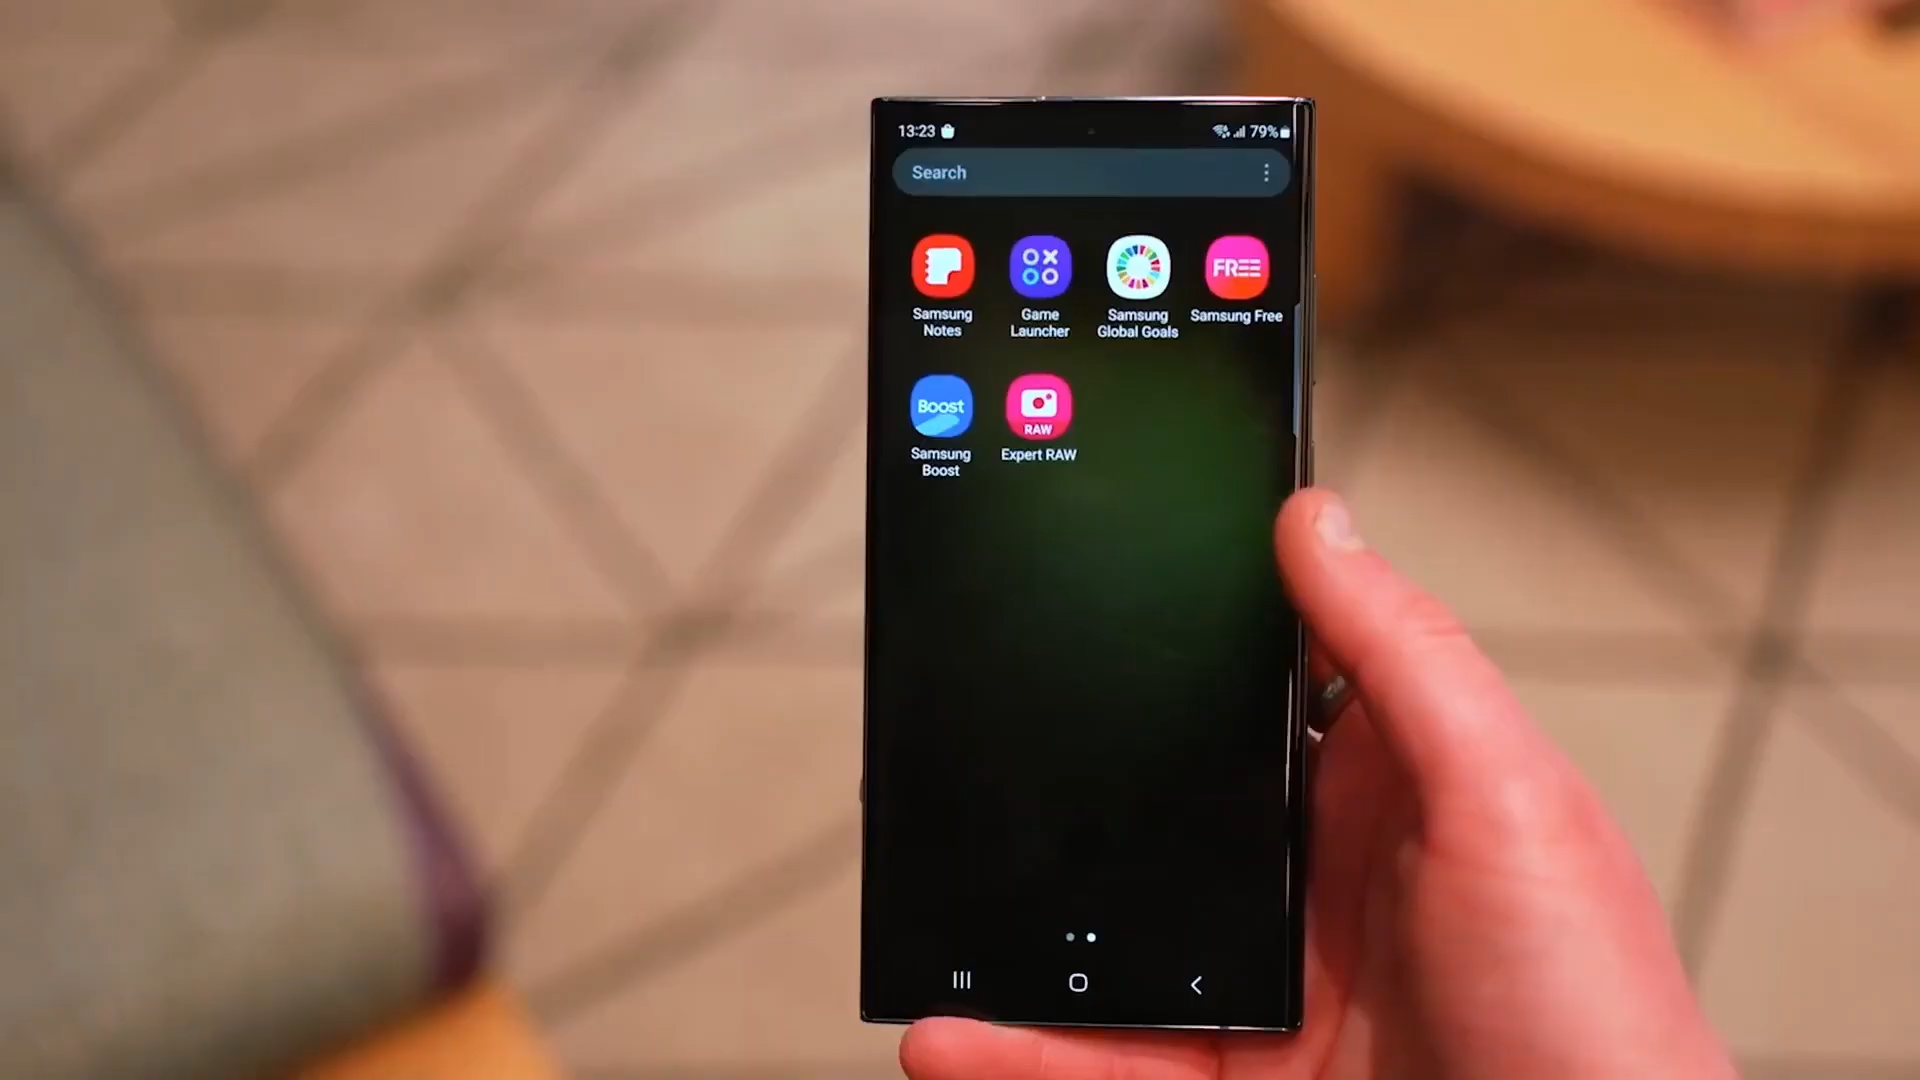 13:23 79%
Search
FREE
Samsung Notes
Game Launcher
Samsung Global Goals
Samsung Free
Boost
RAW
Samsung Boost
Expert RAW